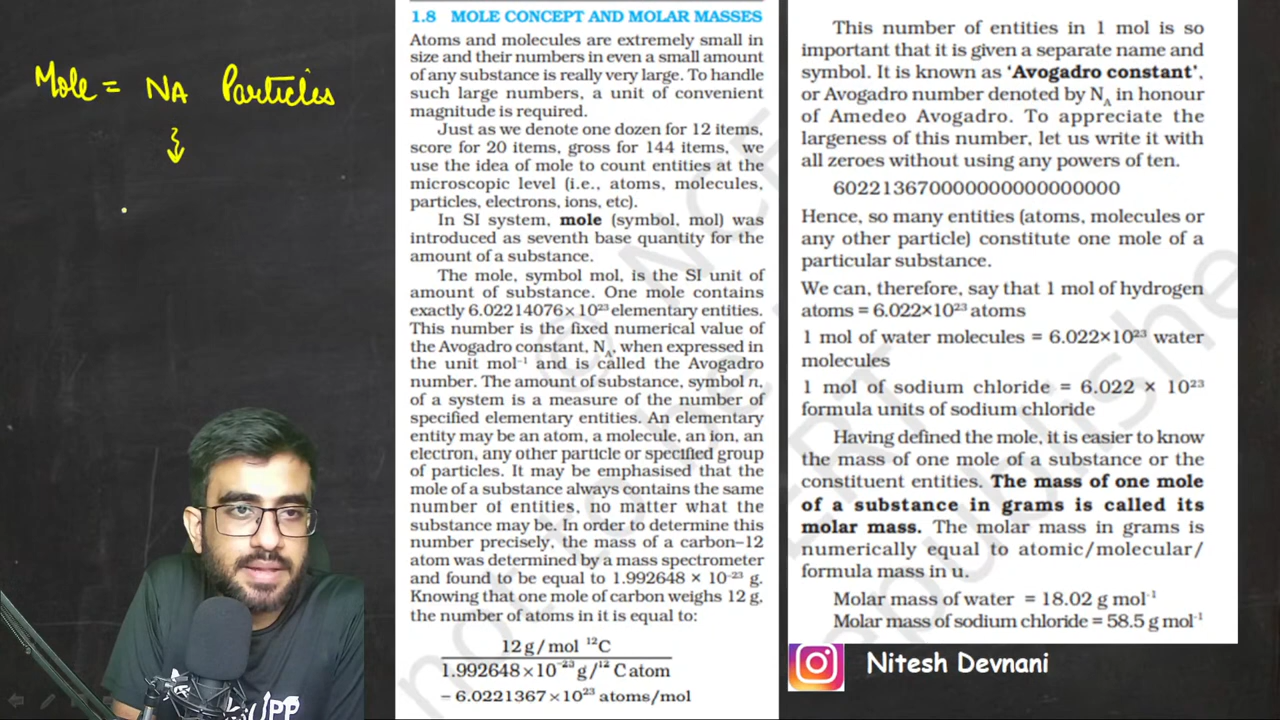 Mole = NA Particles
1.8 MOLE CONCEPT AND MOLAR MASSES
Atoms and molecules are extremely small in
size and their numbers in even a small amount
of any substance is really very large. To handle
such large numbers, a unit of convenient
magnitude is required.
Just as we denote one dozen for 12 items,
score for 20 items, gross for 144 items, we
use the idea of mole to count entities at the
microscopic level (i.e., atoms, molecules,
particles, electrons, ions, etc).
In SI system, mole (symbol, mol) was
introduced as seventh base quantity for the
amount of a substance.
The mole, symbol mol, is the SI unit of
amount of substance. One mole contains
exactly 6.02214076×10²³ elementary entities.
This number is the fixed numerical value of
the Avogadro constant, N_A, when expressed in
the unit mol⁻¹ and is called the Avogadro
number. The amount of substance, symbol n,
of a system is a measure of the number of
specified elementary entities. An elementary
entity may be an atom, a molecule, an ion, an
electron, any other particle or specified group
of particles. It may be emphasised that the
mole of a substance always contains the same
number of entities, no matter what the
substance may be. In order to determine this
number precisely, the mass of a carbon–12
atom was determined by a mass spectrometer
and found to be equal to 1.992648 × 10⁻²³ g.
Knowing that one mole of carbon weighs 12 g,
the number of atoms in it is equal to:
12 g/mol ¹²C
1.992648×10⁻²³ g/¹²C atom
= 6.0221367×10²³ atoms/mol
This number of entities in 1 mol is so
important that it is given a separate name and
symbol. It is known as 'Avogadro constant',
or Avogadro number denoted by N_A in honour
of Amedeo Avogadro. To appreciate the
largeness of this number, let us write it with
all zeroes without using any powers of ten.
602213670000000000000000
Hence, so many entities (atoms, molecules or
any other particle) constitute one mole of a
particular substance.
We can, therefore, say that 1 mol of hydrogen
atoms = 6.022×10²³ atoms
1 mol of water molecules = 6.022×10²³ water
molecules
1 mol of sodium chloride = 6.022 × 10²³
formula units of sodium chloride
Having defined the mole, it is easier to know
the mass of one mole of a substance or the
constituent entities. The mass of one mole
of a substance in grams is called its
molar mass. The molar mass in grams is
numerically equal to atomic/molecular/
formula mass in u.
Molar mass of water = 18.02 g mol⁻¹
Molar mass of sodium chloride = 58.5 g mol⁻¹
Nitesh Devnani